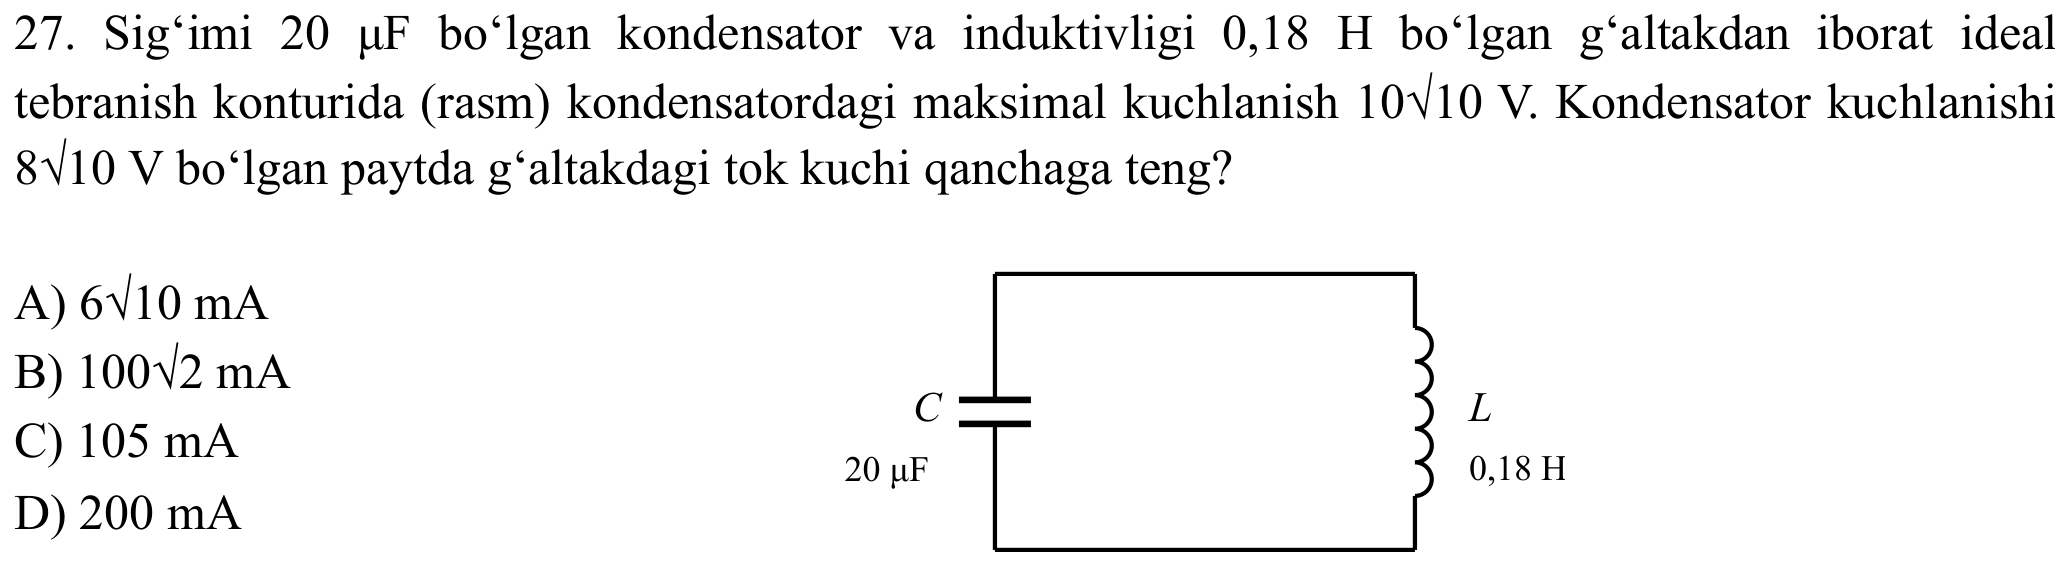 27. Sig‘imi 20 μF bo‘lgan kondensator va induktivligi 0,18 H bo‘lgan g‘altakdan iborat ideal
tebranish konturida (rasm) kondensatordagi maksimal kuchlanish 10√10 V. Kondensator kuchlanishi
8√10 V bo‘lgan paytda g‘altakdagi tok kuchi qanchaga teng?
A) 6√10 mA
B) 100√2 mA
C) 105 mA
D) 200 mA
C
20 μF
L
0,18 H